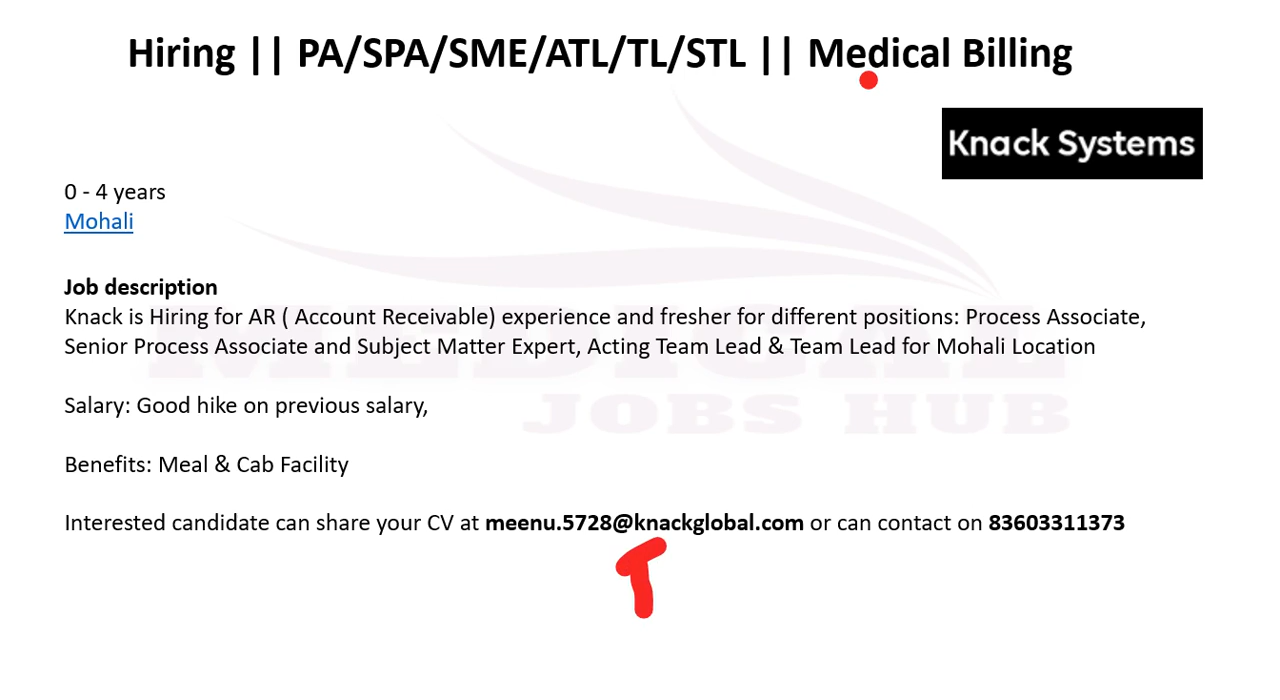 Hiring || PA/SPA/SME/ATL/TL/STL || Medical Billing
Knack Systems
0 - 4 years
Mohali
Job description
Knack is Hiring for AR ( Account Receivable) experience and fresher for different positions: Process Associate,
Senior Process Associate and Subject Matter Expert, Acting Team Lead & Team Lead for Mohali Location
MEDICAL
JOBS HUB
Salary: Good hike on previous salary,
Benefits: Meal & Cab Facility
Interested candidate can share your CV at meenu.5728@knackglobal.com or can contact on 83603311373